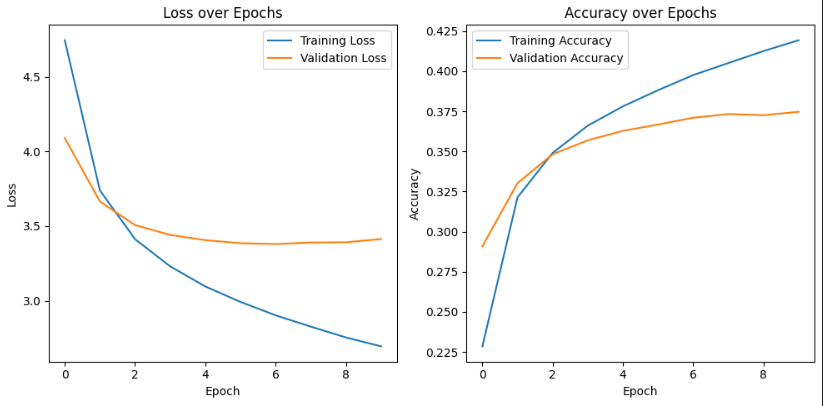 Loss over Epochs
Training Loss
Validation Loss
4.5
4.0
3.5
3.0
Loss
0 2 4 6 8
Epoch
Accuracy over Epochs
Training Accuracy
Validation Accuracy
0.425
0.400
0.375
0.350
0.325
0.300
0.275
0.250
0.225
Accuracy
0 2 4 6 8
Epoch